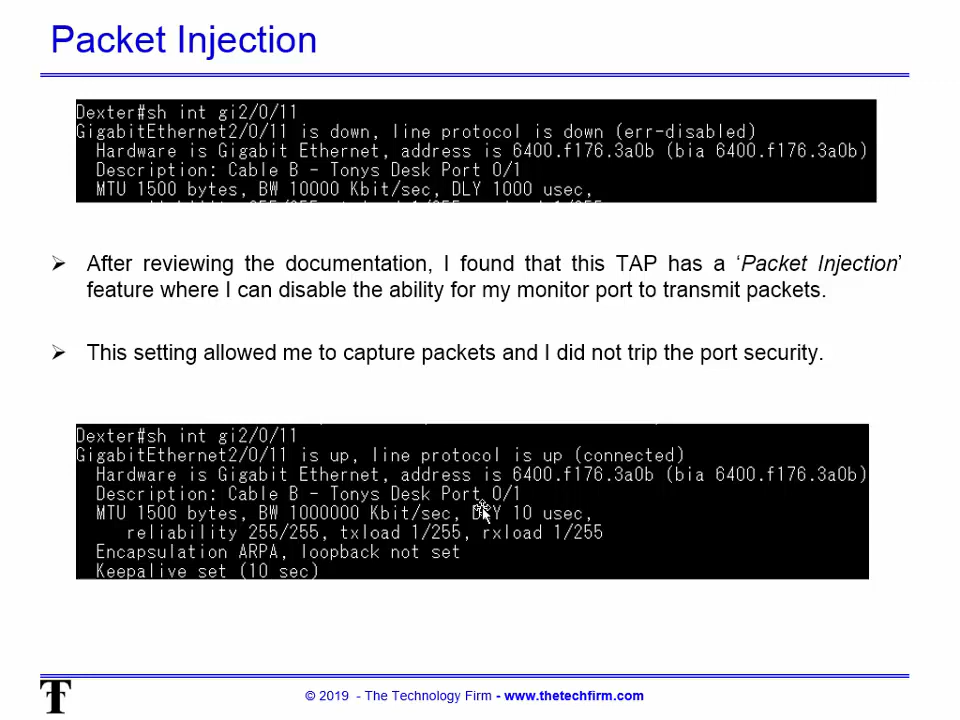 Packet Injection
Dexter#sh int gi2/0/11
GigabitEthernet2/0/11 is down, line protocol is down (err-disabled)
Hardware is Gigabit Ethernet, address is 6400.f176.3a0b (bia 6400.f176.3a0b)
Description: Cable B - Tonys Desk Port 0/1
MTU 1500 bytes, BW 10000 Kbit/sec, DLY 1000 usec,
➢ After reviewing the documentation, I found that this TAP has a ‘Packet Injection’
feature where I can disable the ability for my monitor port to transmit packets.
➢ This setting allowed me to capture packets and I did not trip the port security.
Dexter#sh int gi2/0/11
GigabitEthernet2/0/11 is up, line protocol is up (connected)
Hardware is Gigabit Ethernet, address is 6400.f176.3a0b (bia 6400.f176.3a0b)
Description: Cable B - Tonys Desk Port 0/1
MTU 1500 bytes, BW 1000000 Kbit/sec, DLY 10 usec,
reliability 255/255, txload 1/255, rxload 1/255
Encapsulation ARPA, loopback not set
Keepalive set (10 sec)
T
© 2019 - The Technology Firm - www.thetechfirm.com